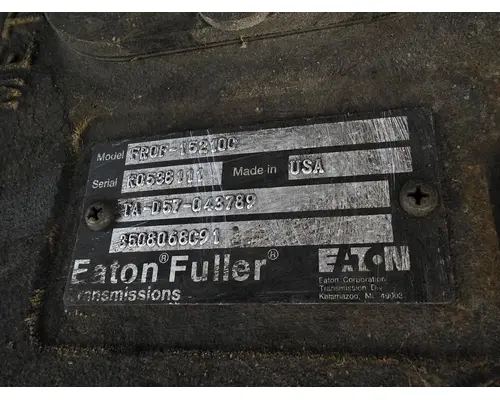 Model FROF-15210C
Serial K0538111 Made in USA
TA-D57-043789
3508068C91
Eaton® Fuller® EATON
Transmissions
Eaton Corporation
Transmission Div.
Kalamazoo, MI. 49003